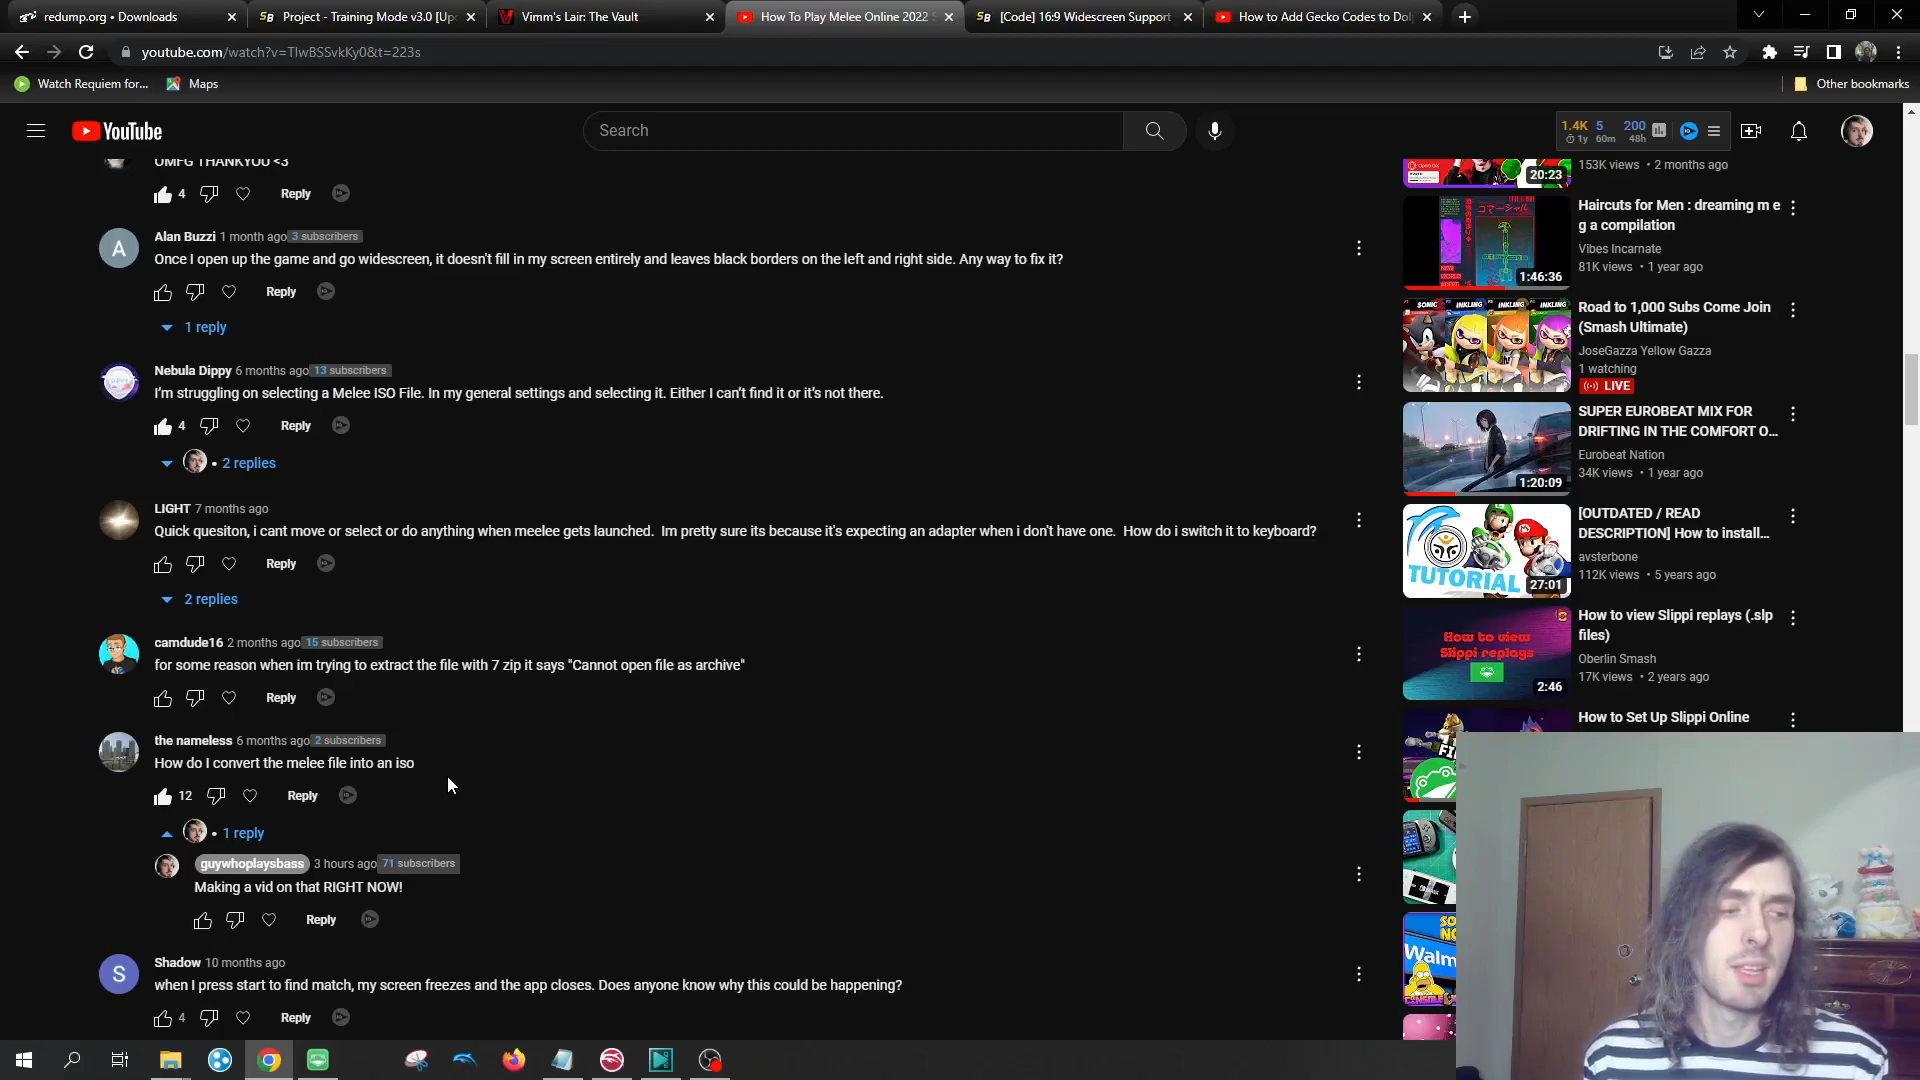 redump.org • Downloads
Project - Training Mode v3.0 [Up
Vimm's Lair: The Vault
How To Play Melee Online 2022
[Code] 16:9 Widescreen Support
How to Add Gecko Codes to Dol
youtube.com/watch?v=TlwBSSvkKy0&t=223s
Watch Requiem for...
Maps
Other bookmarks
YouTube
Search
1.4K 5 200
1y 60m 48h
OMFG THANKYOU <3
4 Reply
Alan Buzzi 1 month ago 3 subscribers
Once I open up the game and go widescreen, it doesn't fill in my screen entirely and leaves black borders on the left and right side. Any way to fix it?
Reply
1 reply
Nebula Dippy 6 months ago 13 subscribers
I'm struggling on selecting a Melee ISO File. In my general settings and selecting it. Either I can't find it or it's not there.
4 Reply
• 2 replies
LIGHT 7 months ago
Quick quesiton, i cant move or select or do anything when meelee gets launched. Im pretty sure its because it's expecting an adapter when i don't have one. How do i switch it to keyboard?
Reply
2 replies
camdude16 2 months ago 15 subscribers
for some reason when im trying to extract the file with 7 zip it says "Cannot open file as archive"
Reply
the nameless 6 months ago 2 subscribers
How do I convert the melee file into an iso
12 Reply
• 1 reply
guywhoplaysbass 3 hours ago 71 subscribers
Making a vid on that RIGHT NOW!
Reply
Shadow 10 months ago
when I press start to find match, my screen freezes and the app closes. Does anyone know why this could be happening?
4 Reply
20:23
153K views • 2 months ago
コマーシャル
1:46:36
Haircuts for Men : dreaming m e
g a compilation
Vibes Incarnate
81K views • 1 year ago
SONIC INKLING INKLING INKLING
Road to 1,000 Subs Come Join
(Smash Ultimate)
JoseGazza Yellow Gazza
1 watching
LIVE
1:20:09
SUPER EUROBEAT MIX FOR
DRIFTING IN THE COMFORT O...
Eurobeat Nation
34K views • 1 year ago
TUTORIAL
27:01
[OUTDATED / READ
DESCRIPTION] How to install...
avsterbone
112K views • 5 years ago
How to view
Slippi replays
2:46
How to view Slippi replays (.slp
files)
Oberlin Smash
17K views • 2 years ago
How to Set Up Slippi Online